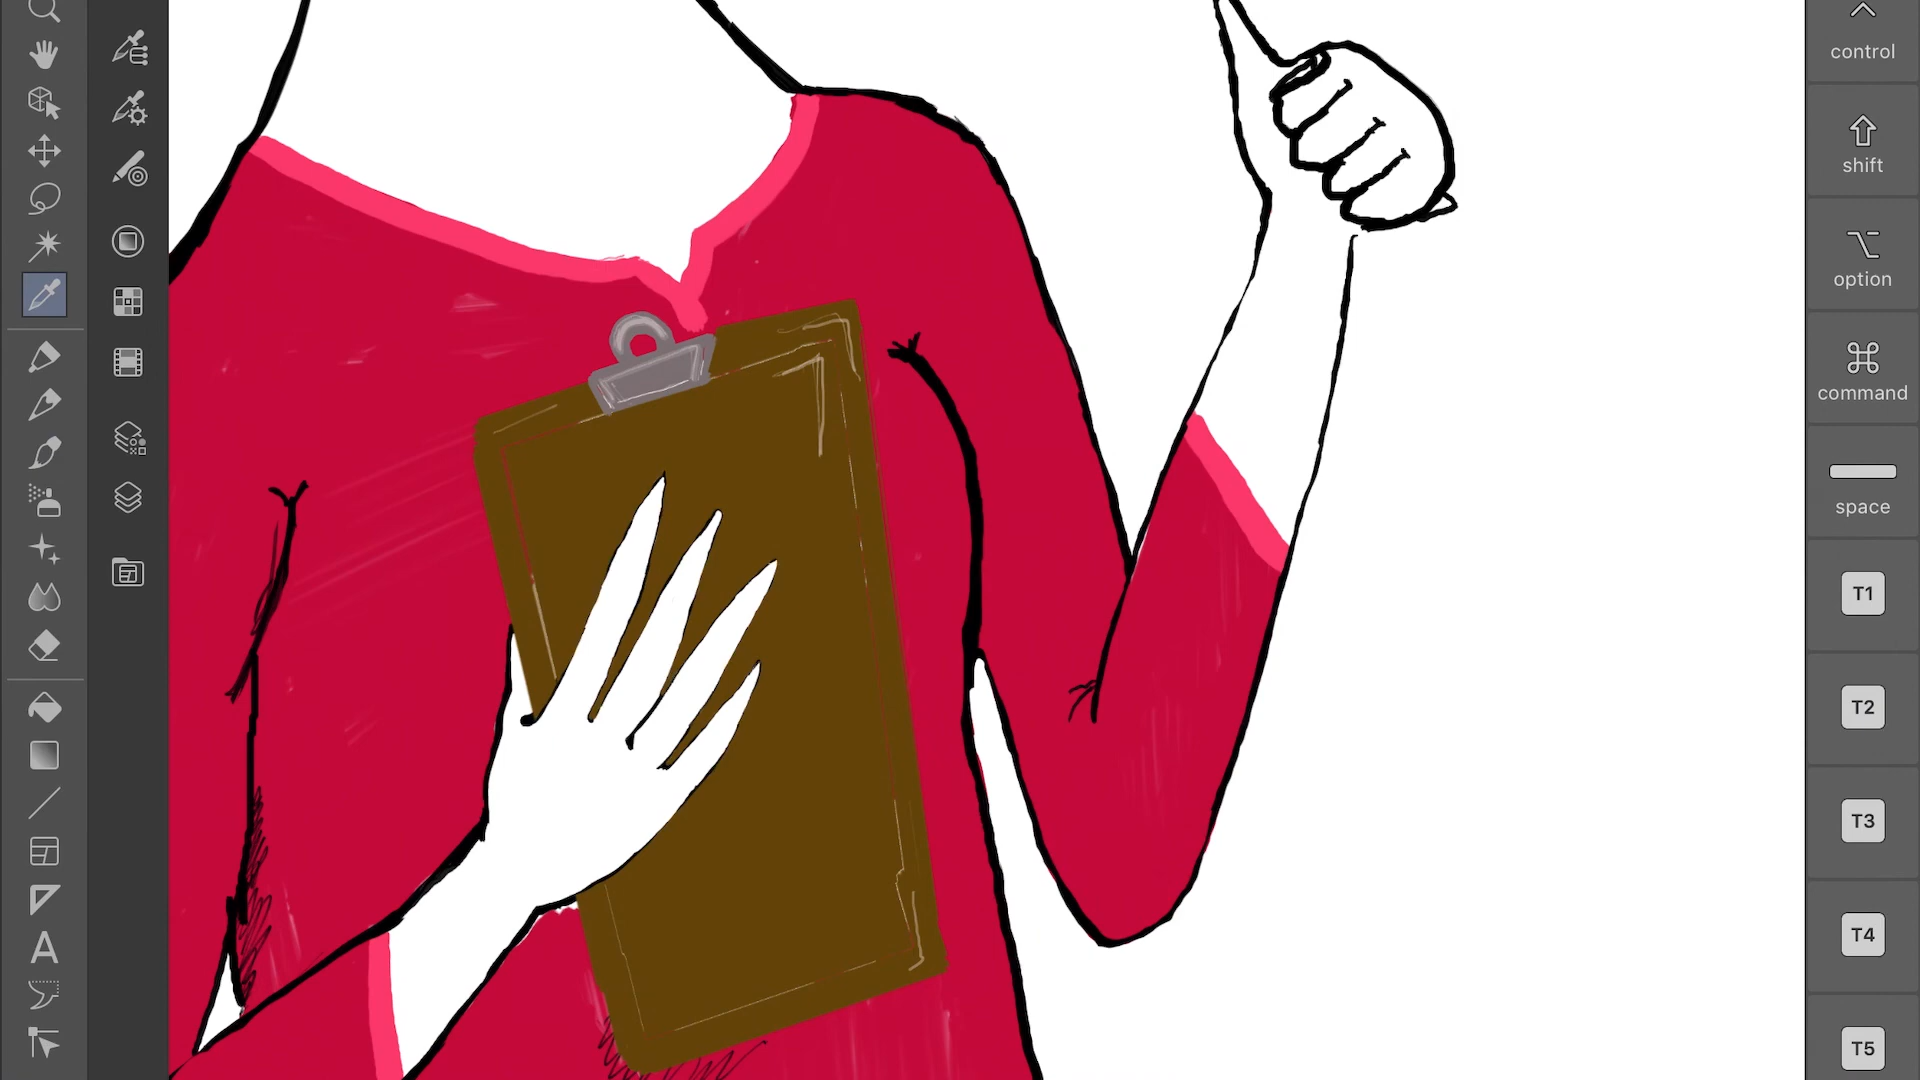 control
shift
option
command
space
T1
T2
T3
T4
T5